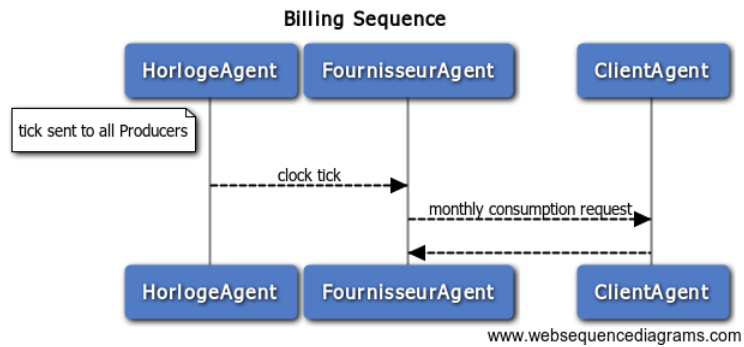 Billing Sequence
HorlogeAgent
FournisseurAgent
ClientAgent
tick sent to all Producers
clock tick
monthly consumption request
HorlogeAgent
FournisseurAgent
ClientAgent
www.websequencediagrams.com